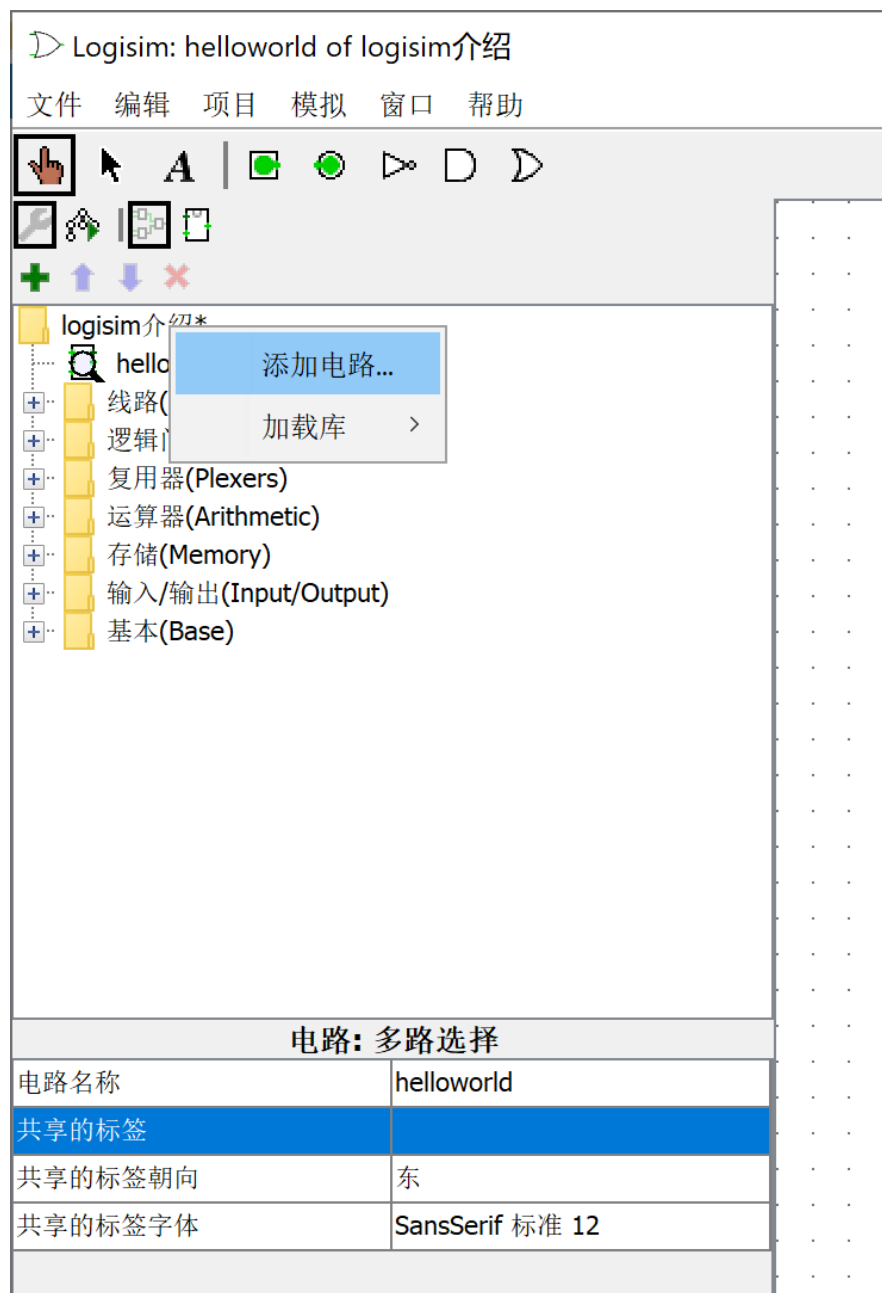 Logisim: helloworld of logisim介绍
文件 编辑 项目 模拟 窗口 帮助
A
logisim介绍*
hello
添加电路...
线路(
加载库
逻辑
复用器(Plexers)
运算器(Arithmetic)
存储(Memory)
输入/输出(Input/Output)
基本(Base)
电路: 多路选择
电路名称 helloworld
共享的标签
共享的标签朝向 东
共享的标签字体 SansSerif 标准 12